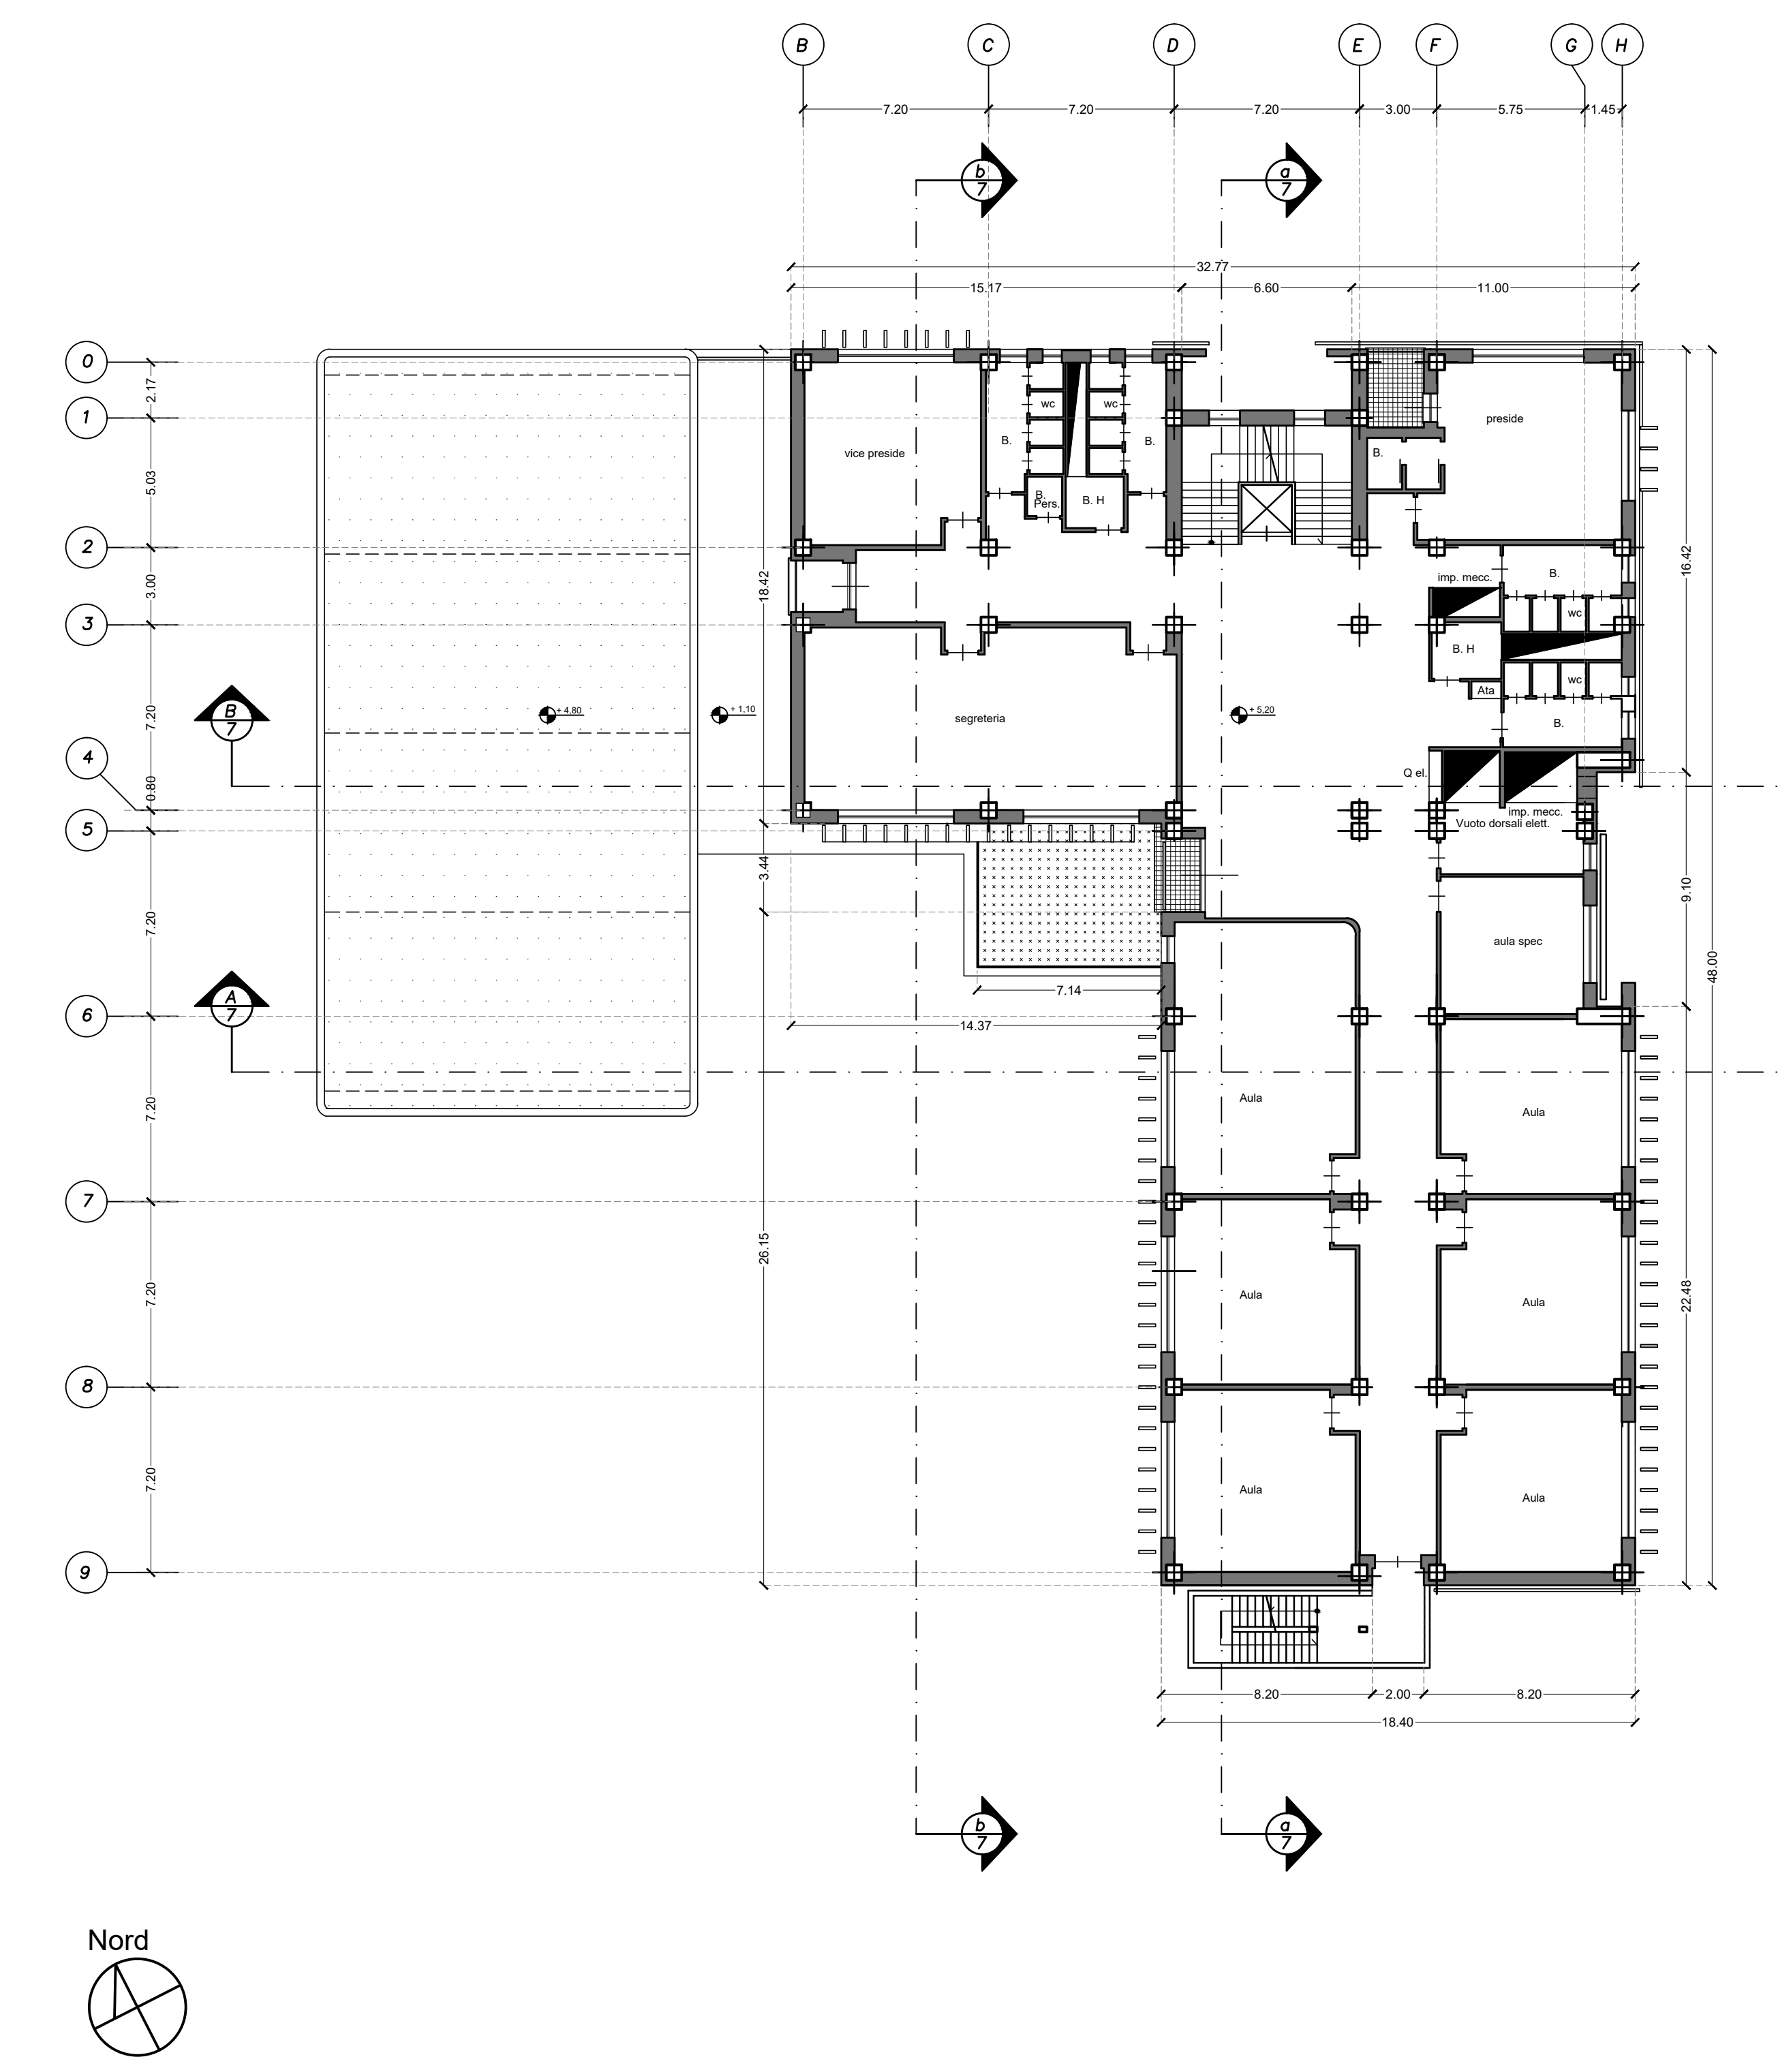 B C D E F G H
7.20 7.20 7.20 3.00 5.75 1.45
b a
7 7
32.77
15.17 6.60 11.00
0
2.17
1
wc wc
preside
B. B. B.
vice preside
5.03
B.
Pers.
B. H
2
16.42
B.
imp. mecc.
3.00
18.42
wc
3
B. H
wc
Ata
B
7
7.20
+ 4,80
+ 1,10
segreteria
+ 5,20
B.
4
Q el.
0.80
imp. mecc.
Vuoto dorsali elett.
5
3.44
9.10
7.20
aula spec
48.00
7.14
A
7
6
14.37
Aula
Aula
7.20
7
26.15
7.20
Aula
Aula
22.48
8
7.20
Aula
Aula
9
8.20 2.00 8.20
18.40
b a
7 7
Nord